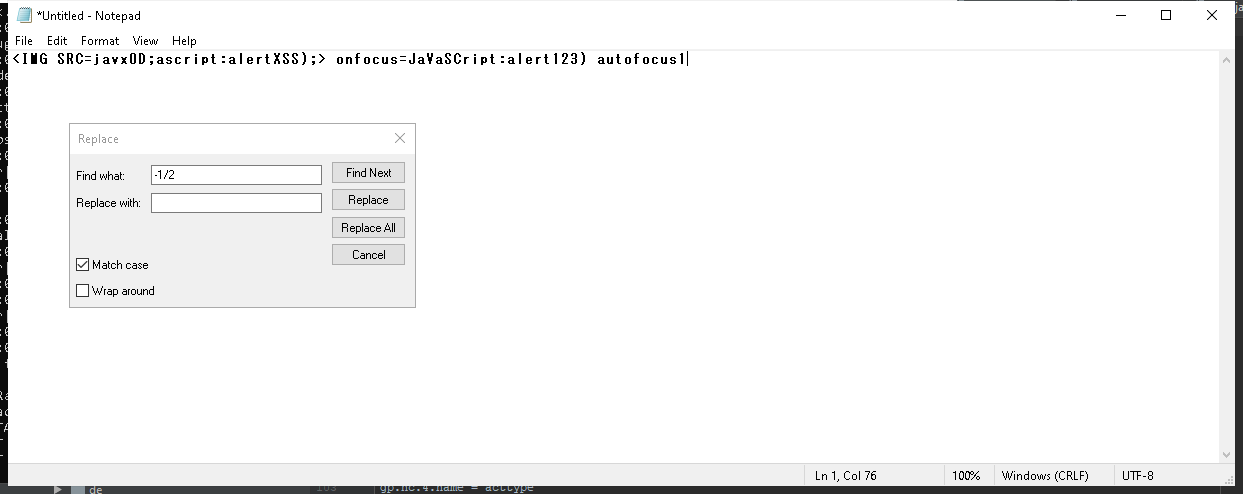 *Untitled - Notepad
File Edit Format View Help
<IMG SRC=javx0D;ascript:alertXSS);> onfocus=JaVaSCript:alert123) autofocus1
Replace
Find what: -1/2 Find Next
Replace with: Replace
Replace All
Cancel
Match case
Wrap around
Ln 1, Col 76 100% Windows (CRLF) UTF-8
de
gp.nc.4.name = acttype